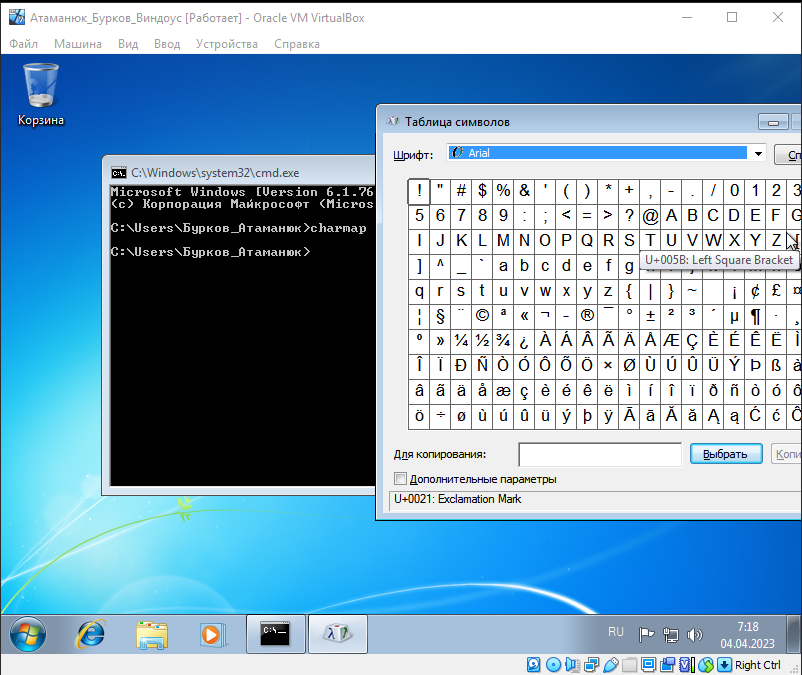 Атаманюк_Бурков_Виндоус [Работает] - Oracle VM VirtualBox
Файл Машина Вид Ввод Устройства Справка
Корзина
C:\Windows\system32\cmd.exe
Microsoft Windows [Version 6.1.76
(c) Корпорация Майкрософт (Micros
C:\Users\Бурков_Атаманюк>charmap
C:\Users\Бурков_Атаманюк>
Таблица символов
Шрифт: Arial Сп
! " # $ % & ' ( ) * + , - . / 0 1 2 3
5 6 7 8 9 : ; < = > ? @ A B C D E F G
I J K L M N O P Q R S T U V W X Y Z [
U+005B: Left Square Bracket
] ^ _ ` a b c d e f g
q r s t u v w x y z { | } ~ ¡ ¢ £ ¤
¦ § ¨ © ª « ¬ - ® ¯ ° ± ² ³ ´ µ ¶ · ¸
º » ¼ ½ ¾ ¿ À Á Â Ã Ä Å Æ Ç È É Ê Ë Ì
Î Ï Ð Ñ Ò Ó Ô Õ Ö × Ø Ù Ú Û Ü Ý Þ ß à
â ã ä å æ ç è é ê ë ì í î ï ð ñ ò ó ô
ö ÷ ø ù ú û ü ý þ ÿ Ā ā Ă ă Ą ą Ć ć Ĉ
Для копирования: Выбрать Копи
Дополнительные параметры
U+0021: Exclamation Mark
RU 7:18
04.04.2023
Right Ctrl